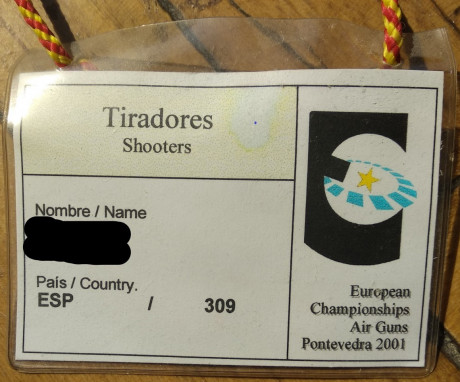 Tiradores
Shooters
Nombre / Name
País / Country.
ESP / 309
European
Championships
Air Guns
Pontevedra 2001